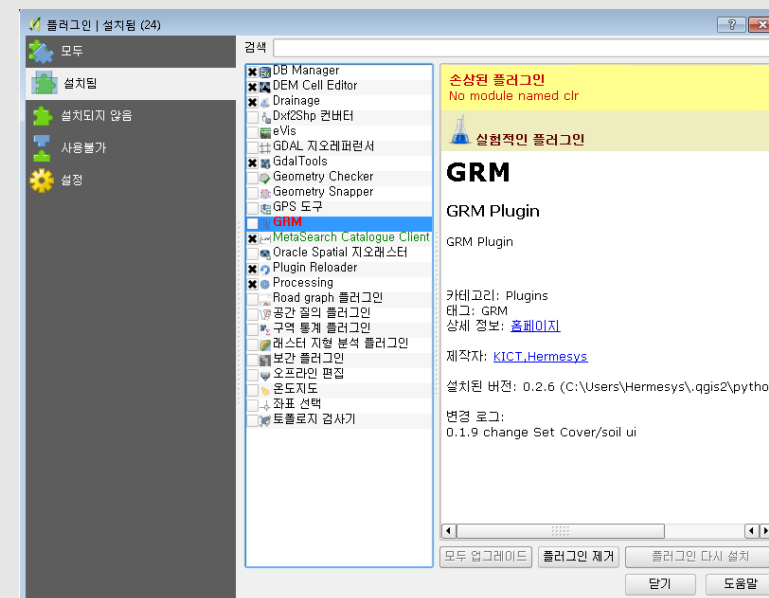 플러그인 | 설치됨 (24)
모두
설치됨
설치되지 않음
사용불가
설정
검색
DB Manager
DEM Cell Editor
Drainage
Dxf2Shp 컨버터
eVis
GDAL 지오레퍼런서
GdalTools
Geometry Checker
Geometry Snapper
GPS 도구
GRM
MetaSearch Catalogue Client
Oracle Spatial 지오래스터
Plugin Reloader
Processing
Road graph 플러그인
공간 질의 플러그인
구역 통계 플러그인
래스터 지형 분석 플러그인
보간 플러그인
오프라인 편집
온도지도
좌표 선택
토폴로지 검사기
손상된 플러그인
No module named clr
실험적인 플러그인
GRM
GRM Plugin
GRM Plugin
카테고리: Plugins
태그: GRM
상세 정보: 홈페이지
제작자: KICT,Hermesys
설치된 버전: 0.2.6 (C:\Users\Hermesys\.qgis2\pytho
변경 로그:
0.1.9 change Set Cover/soil ui
모두 업그레이드
플러그인 제거
플러그인 다시 설치
닫기
도움말